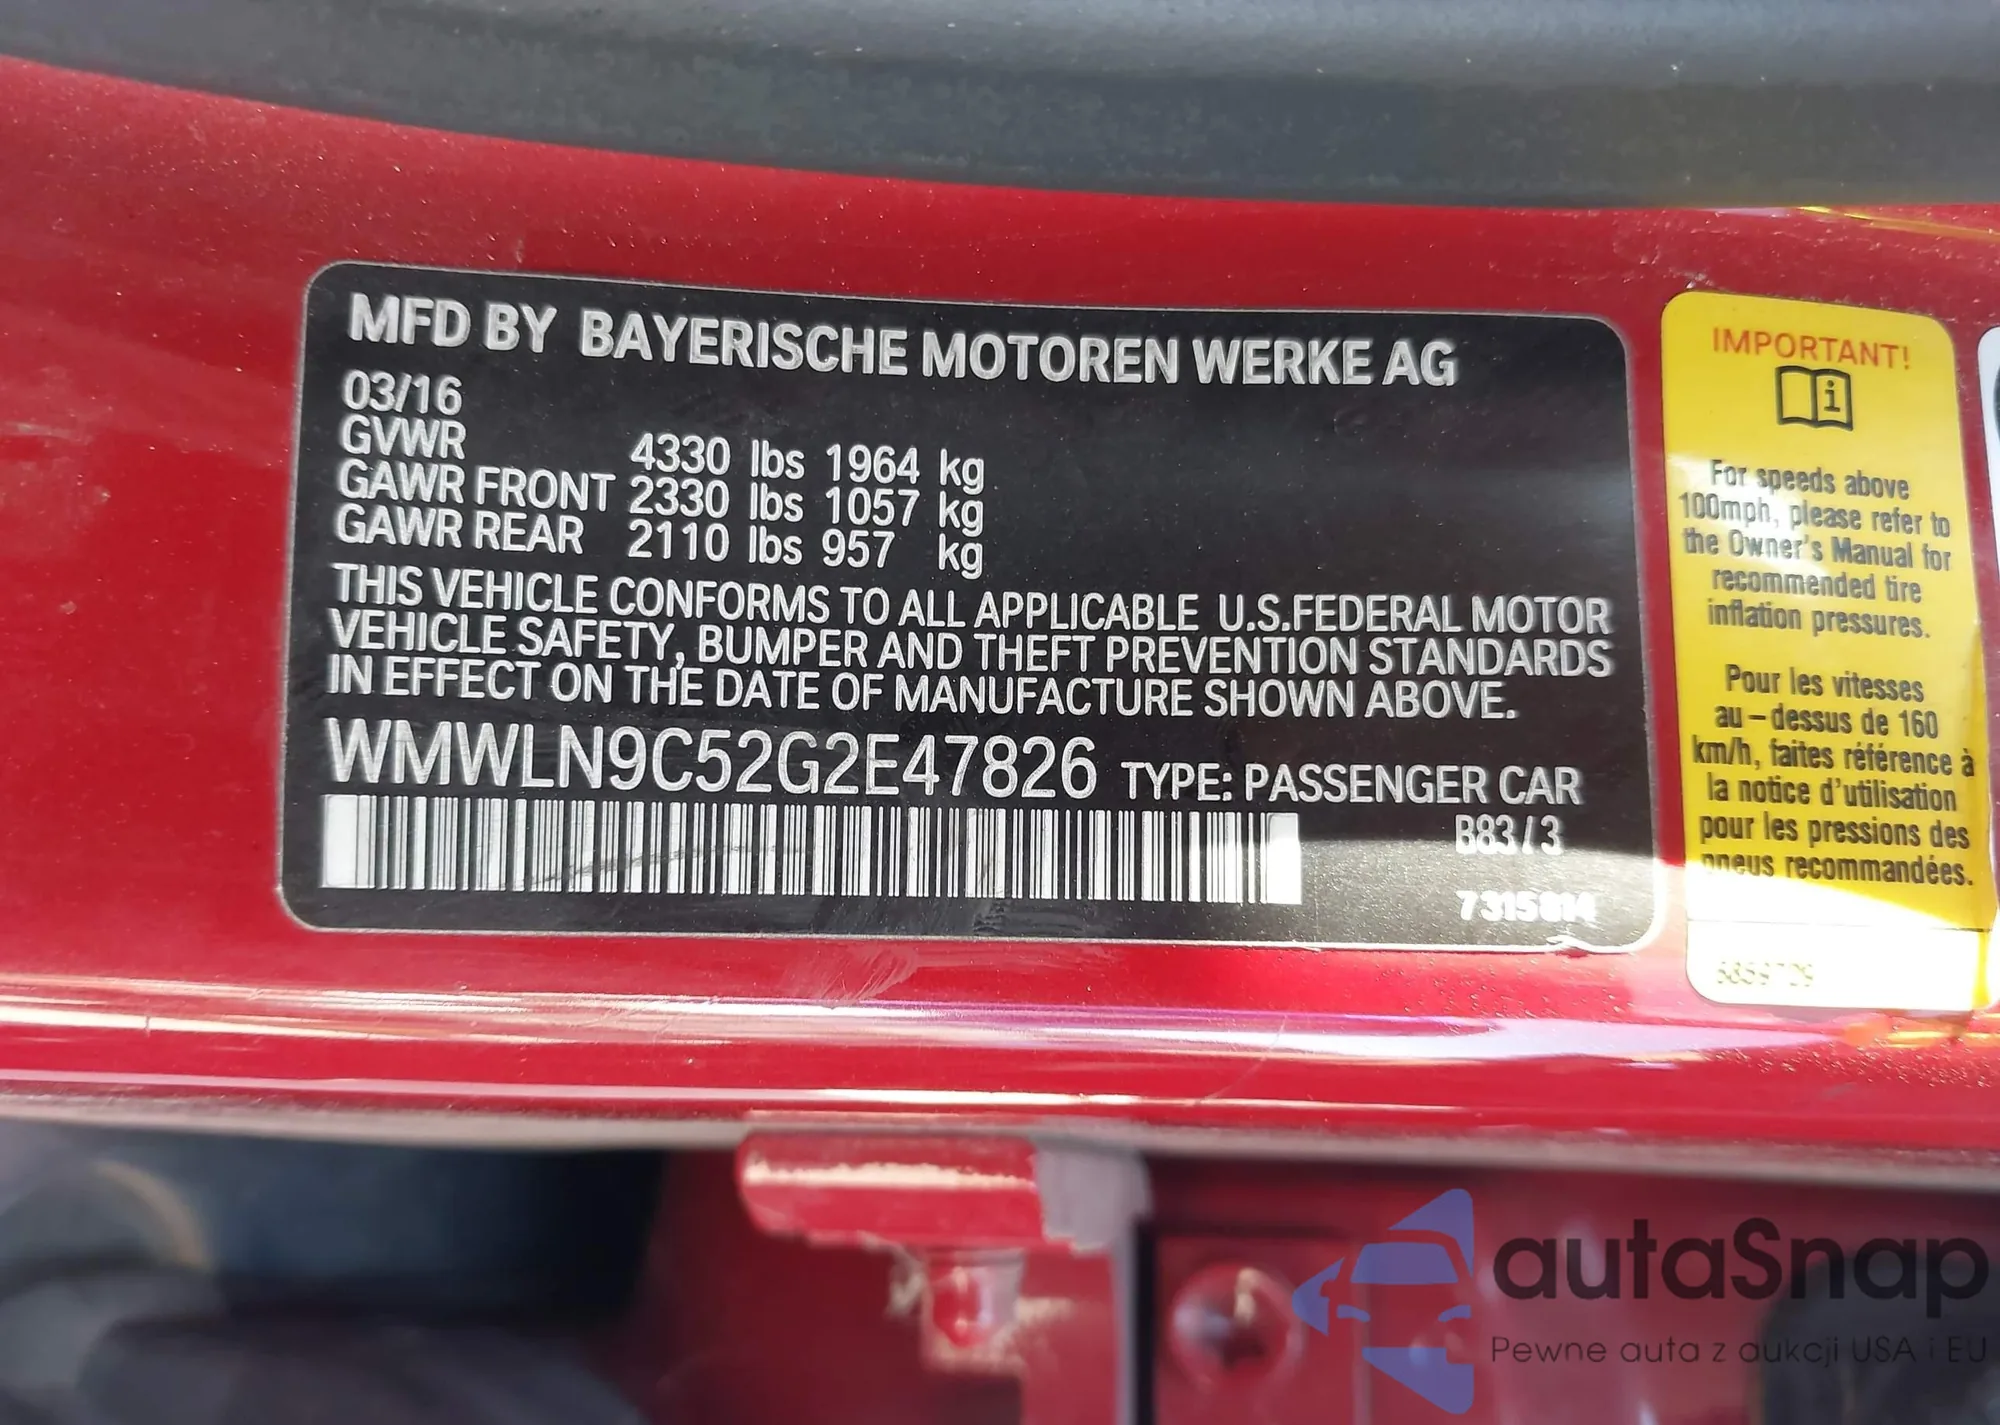 MFD BY BAYERISCHE MOTOREN WERKE AG
03/16
GVWR 4330 lbs 1964 kg
GAWR FRONT 2330 lbs 1057 kg
GAWR REAR 2110 lbs 957 kg
THIS VEHICLE CONFORMS TO ALL APPLICABLE U.S.FEDERAL MOTOR
VEHICLE SAFETY, BUMPER AND THEFT PREVENTION STANDARDS
IN EFFECT ON THE DATE OF MANUFACTURE SHOWN ABOVE.
WMWLN9C52G2E47826 TYPE: PASSENGER CAR
B83/3
7315814
IMPORTANT!
For speeds above
100mph, please refer to
the Owner's Manual for
recommended tire
inflation pressures.
Pour les vitesses
au-dessus de 160
km/h, faites référence à
la notice d'utilisation
pour les pressions des
pneus recommandées.
autaSnap
Pewne auta z aukcji USA i EU